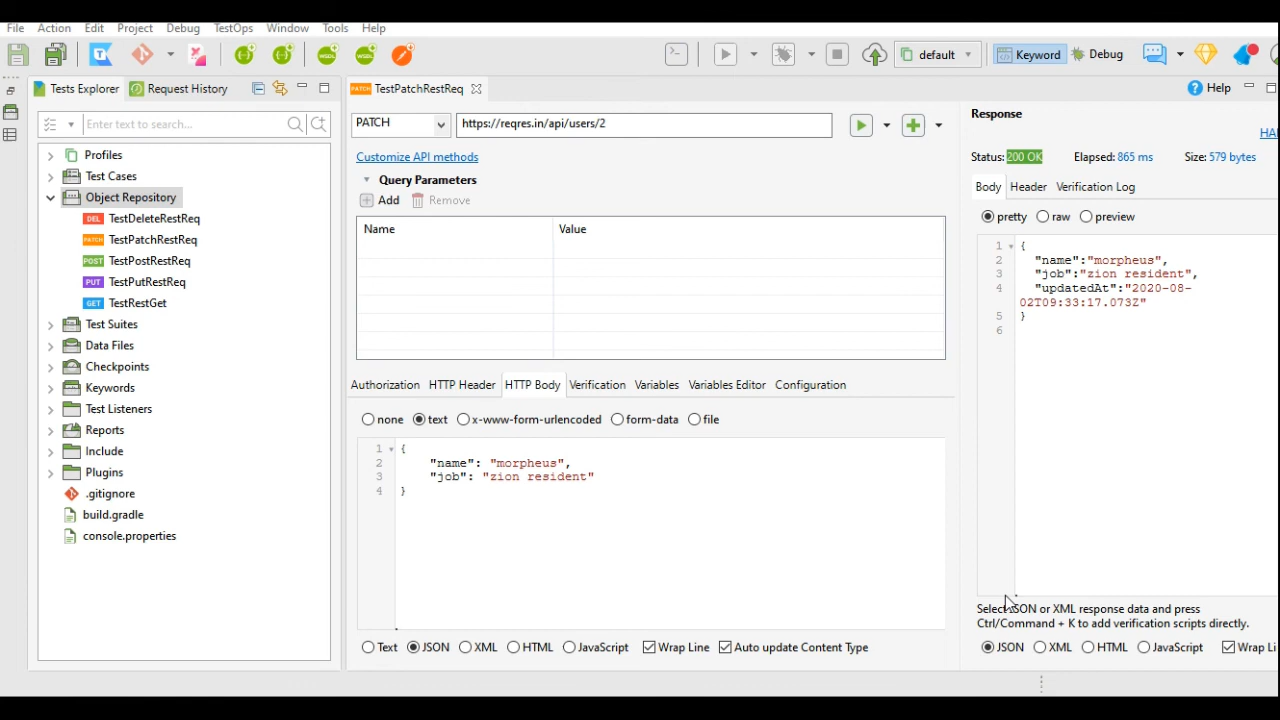 File Action Edit Project Debug TestOps Window Tools Help
default Keyword Debug
Tests Explorer Request History TestPatchRestReq Help
Enter text to search...
Profiles
Test Cases
Object Repository
DEL TestDeleteRestReq
PATCH TestPatchRestReq
POST TestPostRestReq
PUT TestPutRestReq
GET TestRestGet
Test Suites
Data Files
Checkpoints
Keywords
Test Listeners
Reports
Include
Plugins
.gitignore
build.gradle
console.properties
PATCH https://reqres.in/api/users/2
Customize API methods
Query Parameters
Add Remove
Name Value
Authorization HTTP Header HTTP Body Verification Variables Variables Editor Configuration
none text x-www-form-urlencoded form-data file
1 {
2 "name": "morpheus",
3 "job": "zion resident"
4 }
Text JSON XML HTML JavaScript Wrap Line Auto update Content Type
Response
HA
Status: 200 OK Elapsed: 865 ms Size: 579 bytes
Body Header Verification Log
pretty raw preview
1 {
2 "name":"morpheus",
3 "job":"zion resident",
4 "updatedAt":"2020-08-
02T09:33:17.073Z"
5 }
6
Select JSON or XML response data and press
Ctrl/Command + K to add verification scripts directly.
JSON XML HTML JavaScript Wrap Li